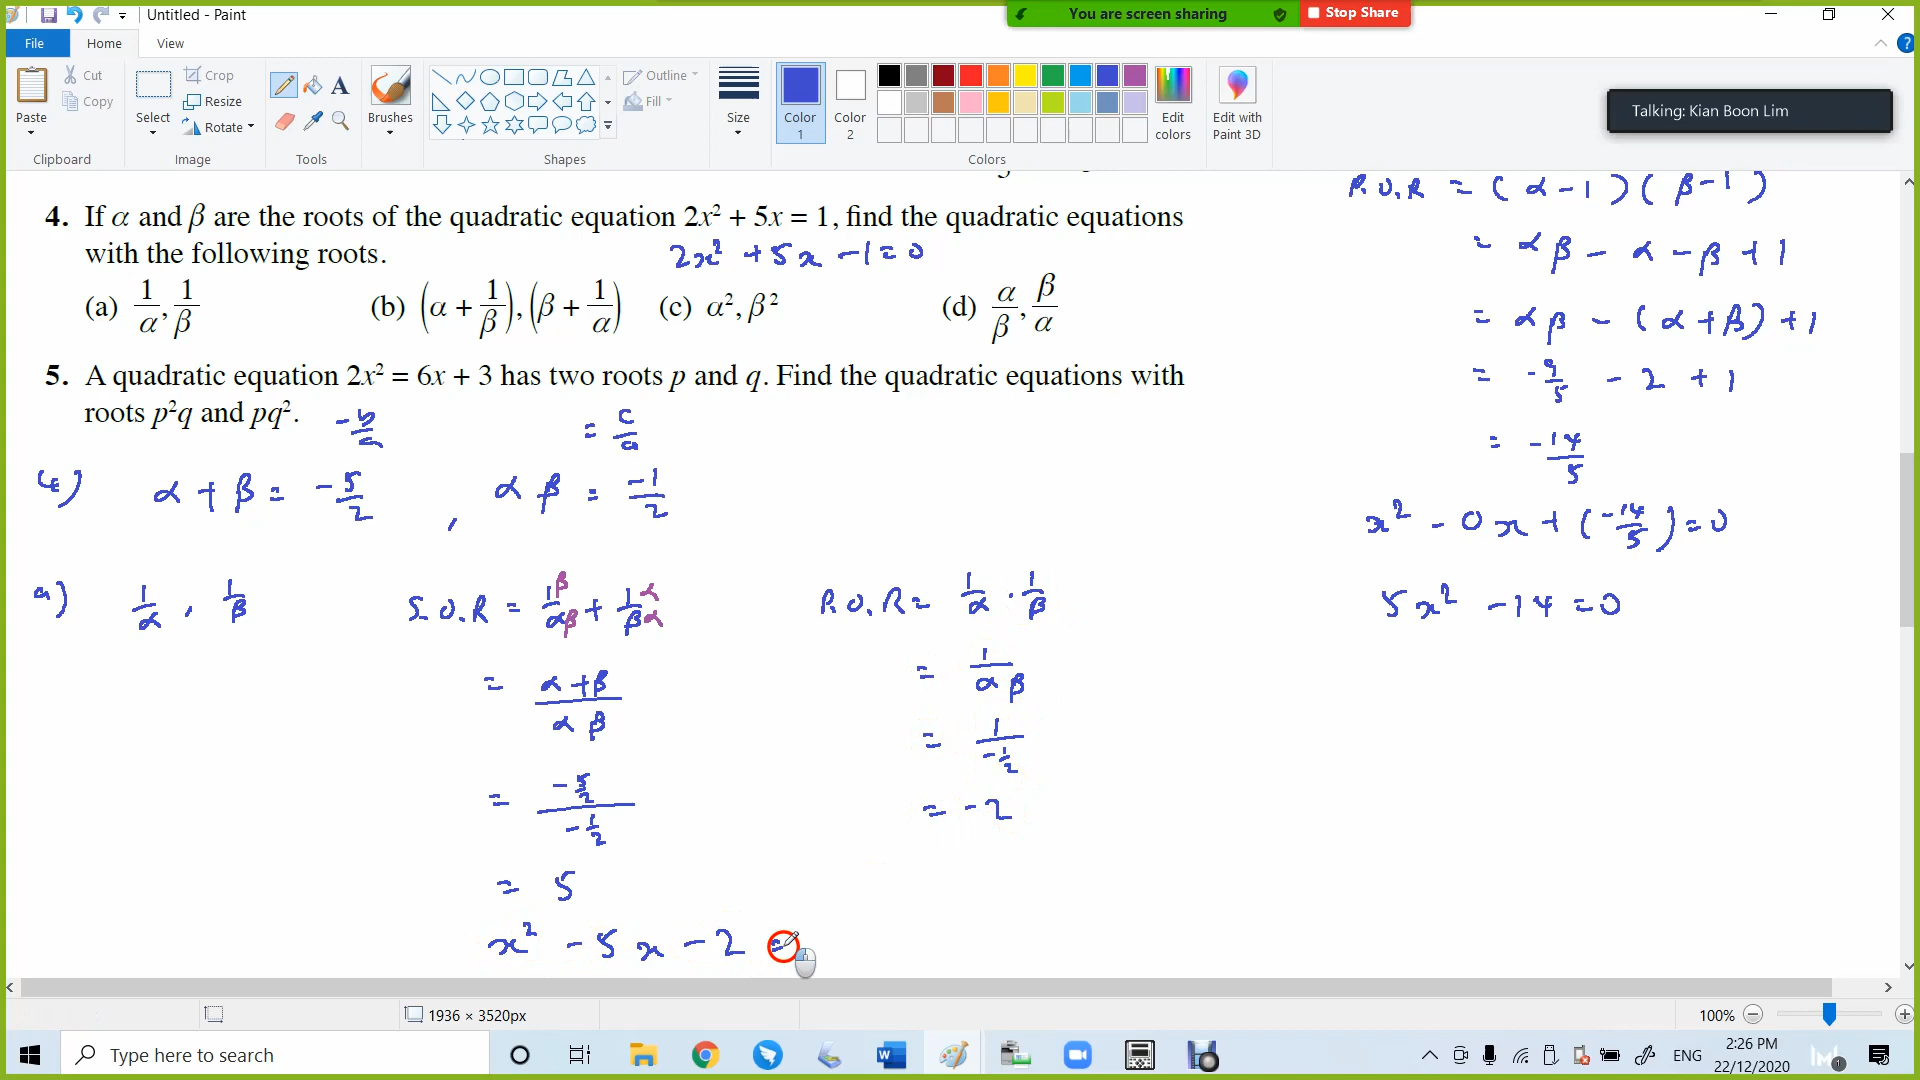 Untitled - Paint
You are screen sharing
Stop Share
File Home View
Cut
Copy
Paste
Clipboard
Crop
Resize
Rotate
Select
Image
Tools
Brushes
Outline
Fill
Shapes
Size
Color 1
Color 2
Colors
Edit colors
Edit with Paint 3D
Talking: Kian Boon Lim
4. If α and β are the roots of the quadratic equation 2x² + 5x = 1, find the quadratic equations
with the following roots.
2x² + 5x - 1 = 0
(a) 1/α, 1/β (b) (α + 1/β), (β + 1/α) (c) α², β² (d) α/β, β/α
5. A quadratic equation 2x² = 6x + 3 has two roots p and q. Find the quadratic equations with
roots p²q and pq².
-b/a = c/a
4) α + β = -5/2 , αβ = -1/2
a) 1/α , 1/β
S.O.R = 1β/αβ + 1α/βα
= α+β/αβ
= -5/2 / -1/2
= 5
x² - 5x - 2 =
P.O.R = 1/α · 1/β
= 1/αβ
= 1/-1/2
= -2
P.O.R = (α-1)(β-1)
= αβ - α - β + 1
= αβ - (α+β) + 1
= -9/5 - 2 + 1
= -14/5
x² - 0x + (-14/5) = 0
5x² - 14 = 0
1936 × 3520px
100%
Type here to search
ENG
2:26 PM
22/12/2020